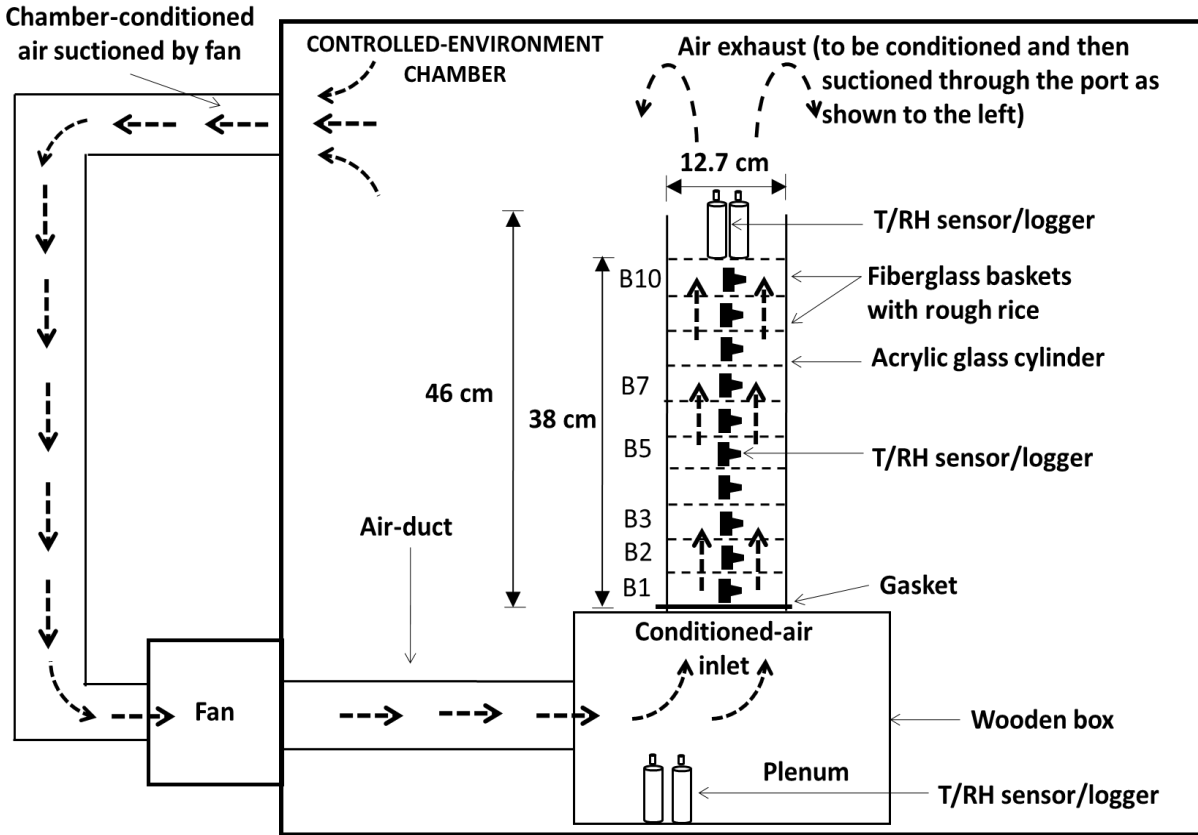 Chamber-conditioned
air suctioned by fan
CONTROLLED-ENVIRONMENT
CHAMBER
Air exhaust (to be conditioned and then
suctioned through the port as
shown to the left)
12.7 cm
T/RH sensor/logger
B10
Fiberglass baskets
with rough rice
Acrylic glass cylinder
46 cm
B7
38 cm
B5
T/RH sensor/logger
B3
Air-duct
B2
B1
Gasket
Conditioned-air
inlet
Fan
Wooden box
Plenum
T/RH sensor/logger